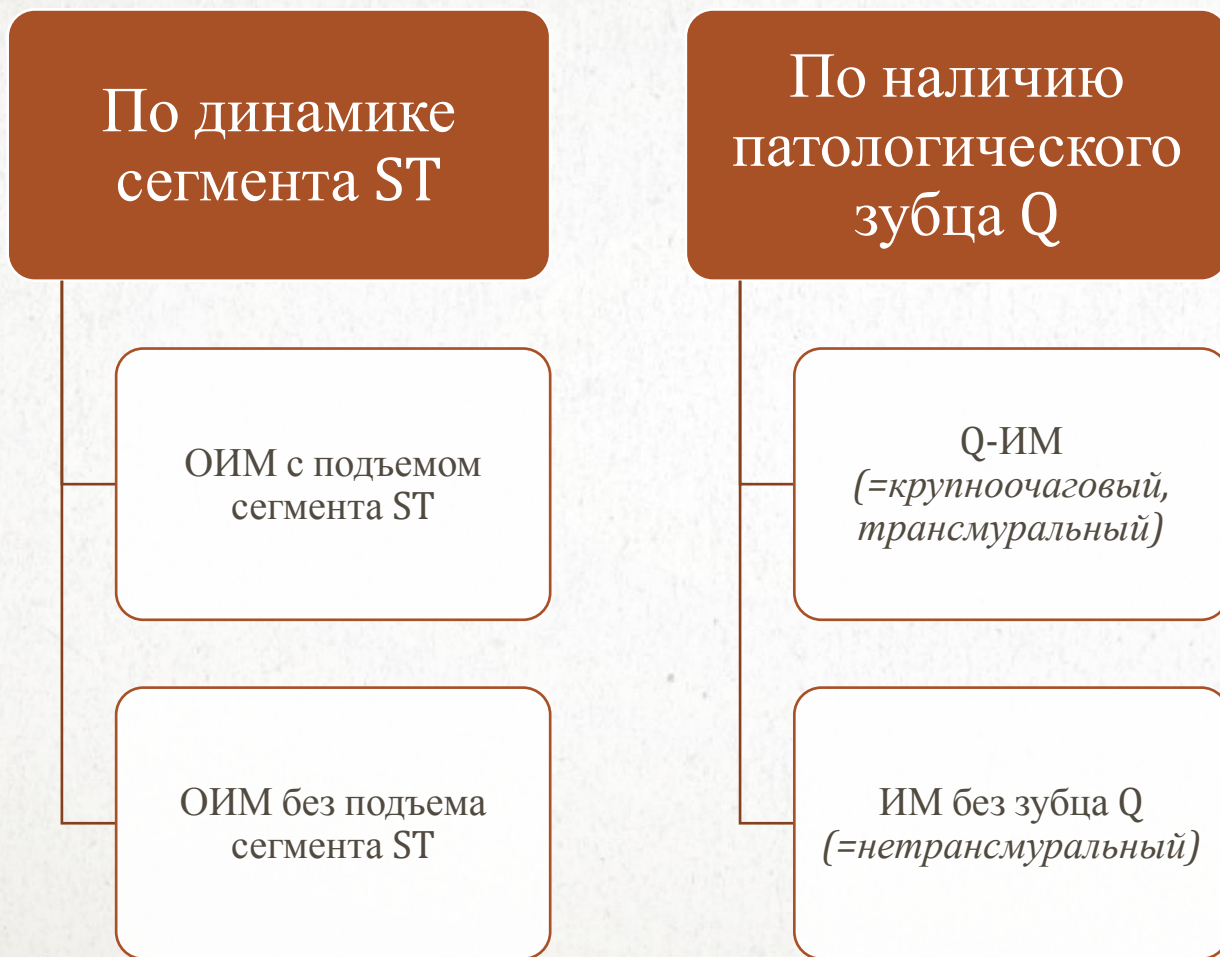 По динамике
сегмента ST
ОИМ с подъемом
сегмента ST
ОИМ без подъема
сегмента ST
По наличию
патологического
зубца Q
Q-ИМ
(=крупноочаговый,
трансмуральный)
ИМ без зубца Q
(=нетрансмуральный)